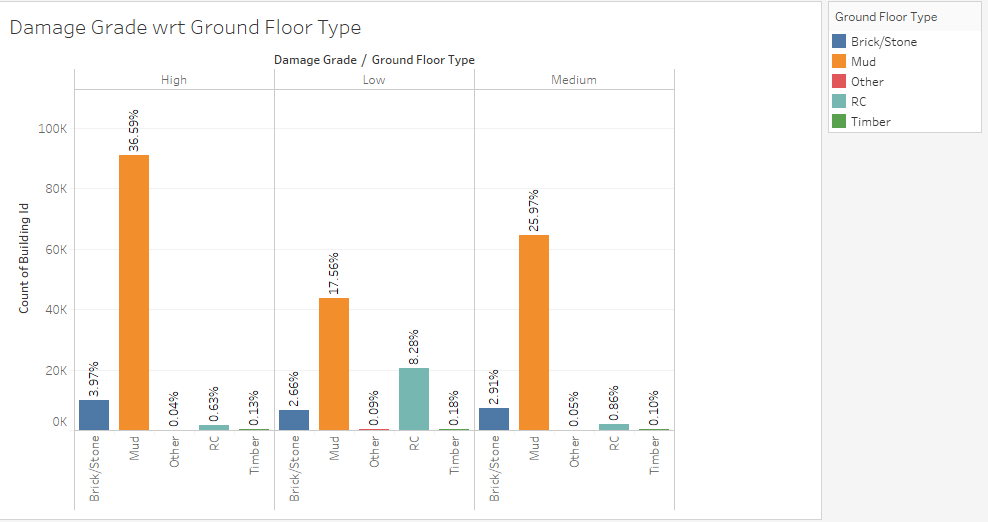 Damage Grade wrt Ground Floor Type
Damage Grade / Ground Floor Type
High
Low
Medium
Count of Building Id
100K
80K
60K
40K
20K
0K
3.97%
36.59%
0.04%
0.63%
0.13%
2.66%
17.56%
0.09%
8.28%
0.18%
2.91%
25.97%
0.05%
0.86%
0.10%
Brick/Stone
Mud
Other
RC
Timber
Brick/Stone
Mud
Other
RC
Timber
Brick/Stone
Mud
Other
RC
Timber
Ground Floor Type
Brick/Stone
Mud
Other
RC
Timber